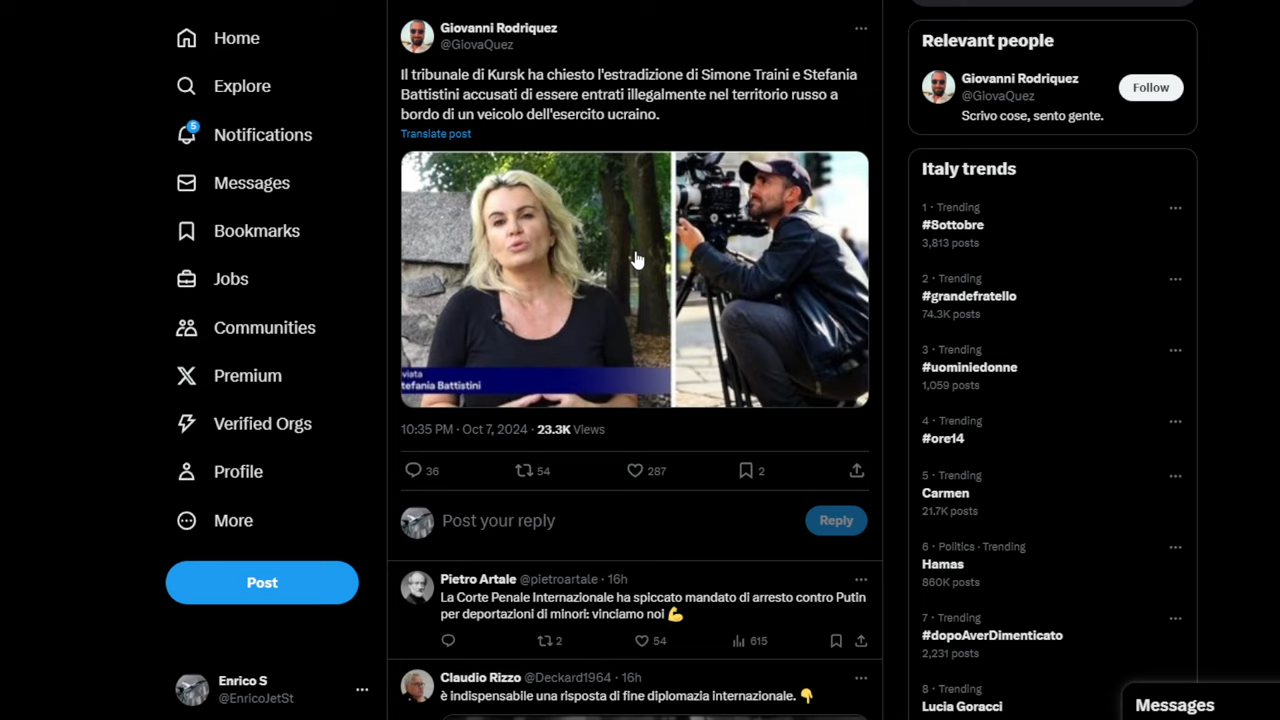 Home
Explore
5
Notifications
Messages
Bookmarks
Jobs
Communities
Premium
Verified Orgs
Profile
More
Post
Enrico S
@EnricoJetSt
Giovanni Rodriquez
@GiovaQuez
Il tribunale di Kursk ha chiesto l'estradizione di Simone Traini e Stefania
Battistini accusati di essere entrati illegalmente nel territorio russo a
bordo di un veicolo dell'esercito ucraino.
Translate post
viata
tefania Battistini
10:35 PM · Oct 7, 2024 · 23.3K Views
36 54 287 2
Post your reply
Reply
Pietro Artale @pietroartale · 16h
La Corte Penale Internazionale ha spiccato mandato di arresto contro Putin
per deportazioni di minori: vinciamo noi 💪
2 54 615
Claudio Rizzo @Deckard1964 · 16h
è indispensabile una risposta di fine diplomazia internazionale. 👇
Relevant people
Giovanni Rodriquez
@GiovaQuez
Follow
Scrivo cose, sento gente.
Italy trends
1 · Trending
#8ottobre
3,813 posts
2 · Trending
#grandefratello
74.3K posts
3 · Trending
#uominiedonne
1,059 posts
4 · Trending
#ore14
5 · Trending
Carmen
21.7K posts
6 · Politics · Trending
Hamas
860K posts
7 · Trending
#dopoAverDimenticato
2,231 posts
8 · Trending
Lucia Goracci
Messages